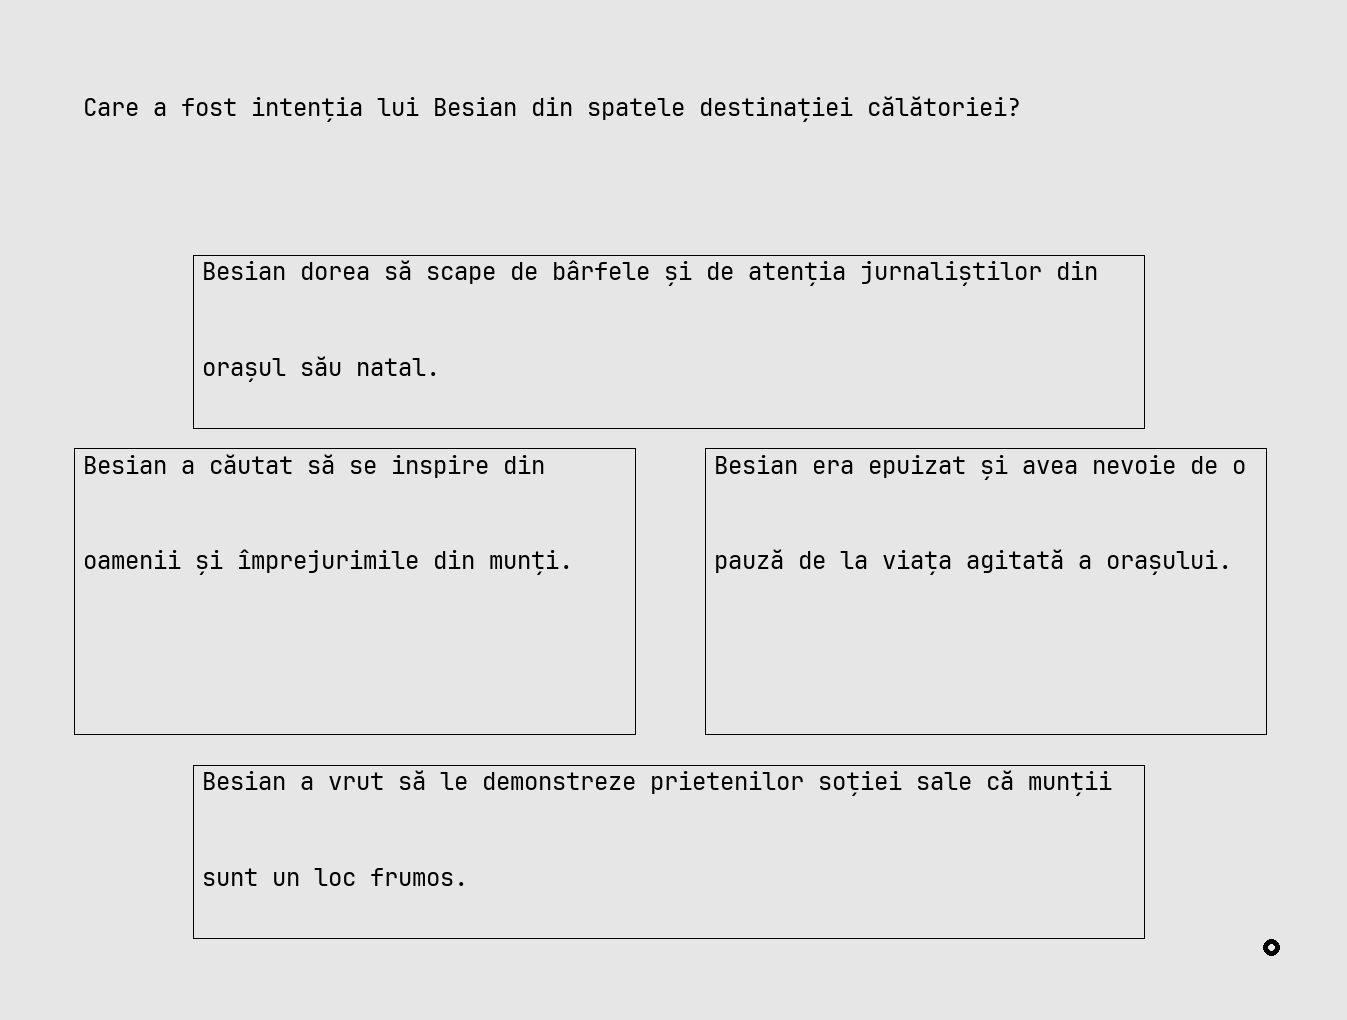 Care a fost intenția lui Besian din spatele destinației călătoriei?
Besian dorea să scape de bârfele și de atenția jurnaliștilor din
orașul său natal.
Besian a căutat să se inspire din
oamenii și împrejurimile din munți.
Besian era epuizat și avea nevoie de o
pauză de la viața agitată a orașului.
Besian a vrut să le demonstreze prietenilor soției sale că munții
sunt un loc frumos.